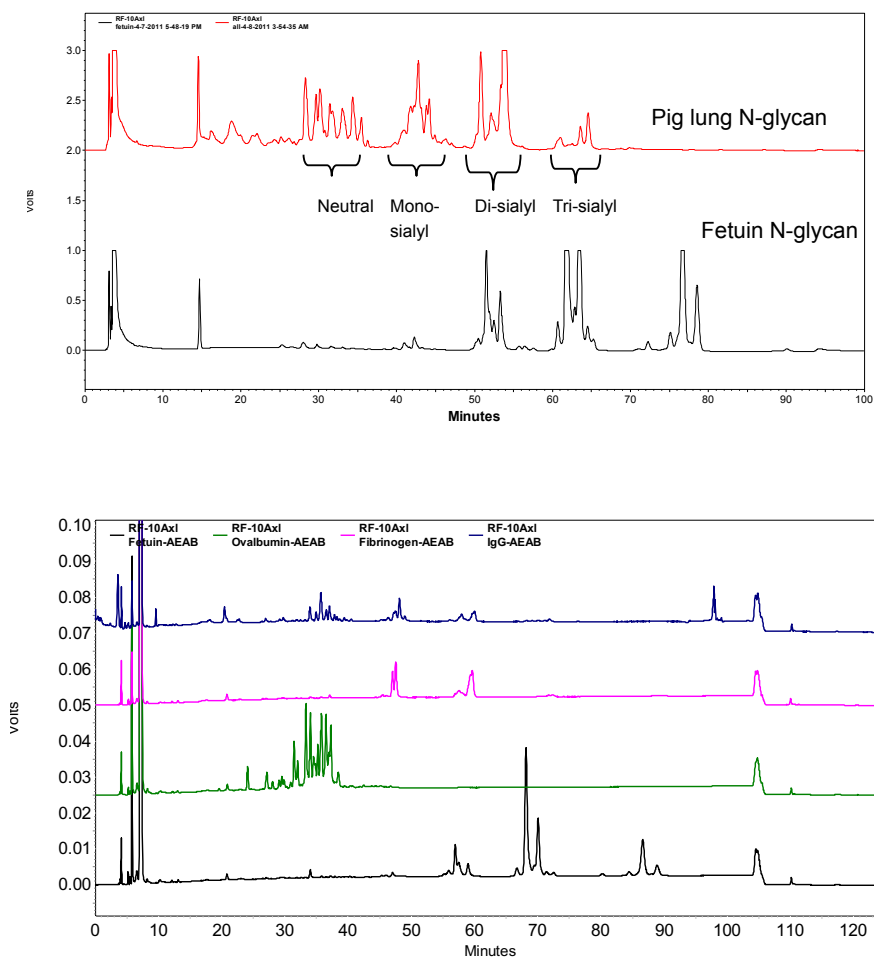 RF-10Axl RF-10Axl
fetuin-4-7-2011 5-48-19 PM all-4-8-2011 3-54-35 AM
3.0
2.5
Pig lung N-glycan
2.0
Neutral Mono- Di-sialyl Tri-sialyl
sialyl
1.5
Fetuin N-glycan
1.0
0.5
0.0
0 10 20 30 40 50 60 70 80 90 100
Minutes
RF-10Axl RF-10Axl RF-10Axl RF-10Axl
Fetuin-AEAB Ovalbumin-AEAB Fibrinogen-AEAB IgG-AEAB
0.10
0.09
0.08
0.07
0.06
0.05
volts
0.04
0.03
0.02
0.01
0.00
0 10 20 30 40 50 60 70 80 90 100 110 120
Minutes